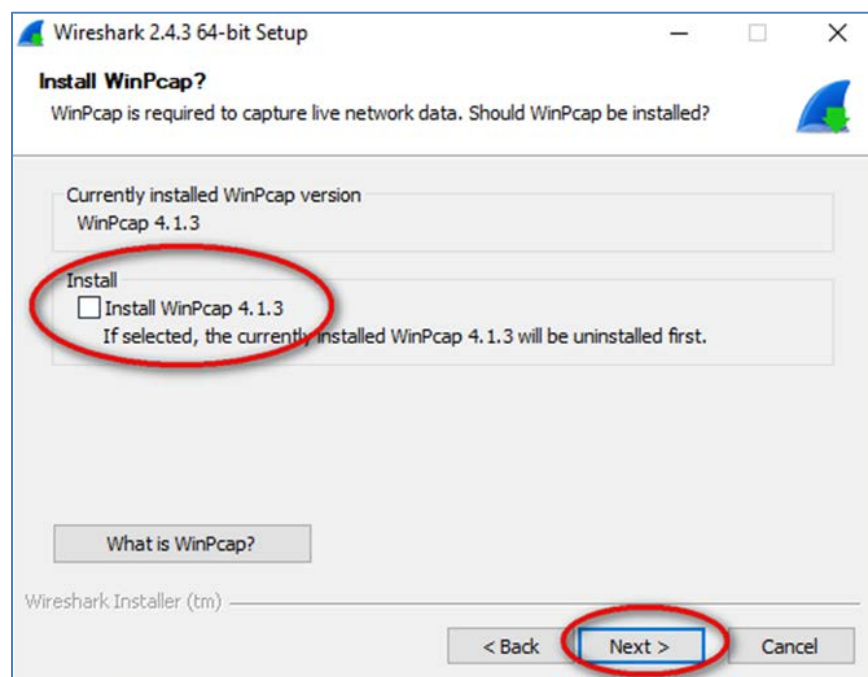 Wireshark 2.4.3 64-bit Setup
Install WinPcap?
WinPcap is required to capture live network data. Should WinPcap be installed?
Currently installed WinPcap version
WinPcap 4.1.3
Install
Install WinPcap 4.1.3
If selected, the currently installed WinPcap 4.1.3 will be uninstalled first.
What is WinPcap?
Wireshark Installer (tm)
< Back Next > Cancel